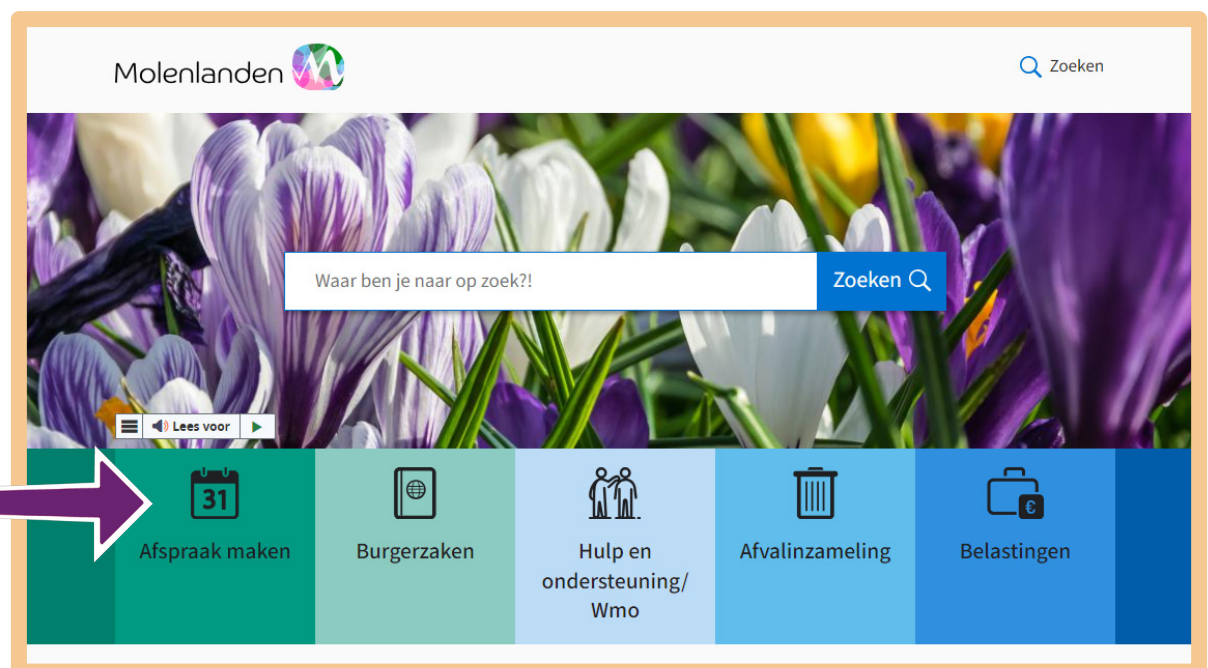 Molenlanden
Zoeken
Waar ben je naar op zoek?!
Zoeken
Lees voor
31
Afspraak maken
Burgerzaken
Hulp en
ondersteuning/
Wmo
Afvalinzameling
€
Belastingen